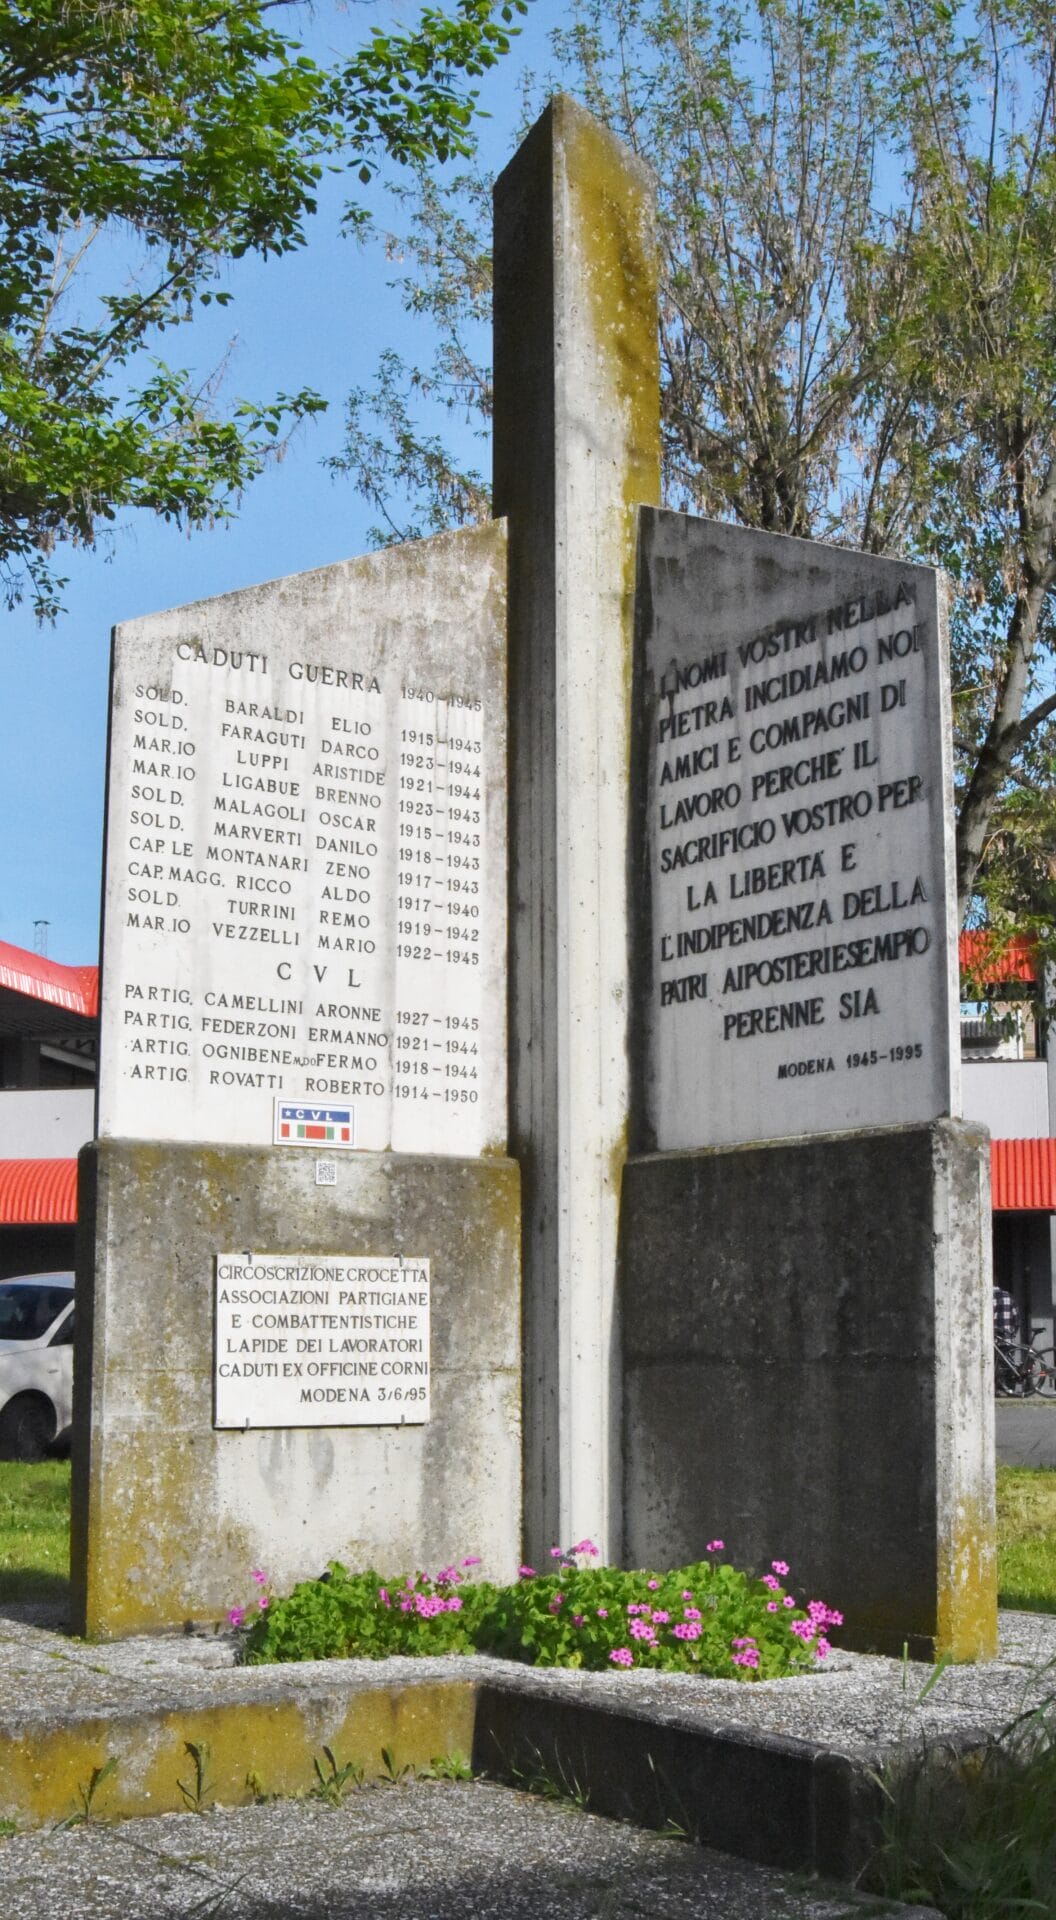 CADUTI GUERRA 1940-1945
SOLD. BARALDI ELIO 1915-1943
SOLD. FARAGUTI DARCO 1923-1944
MAR.IO LUPPI ARISTIDE 1921-1944
MAR.IO LIGABUE BRENNO 1923-1943
SOLD. MALAGOLI OSCAR 1915-1943
SOLD. MARVERTI DANILO 1918-1943
CAP. LE MONTANARI ZENO 1917-1943
CAP. MAGG. RICCO ALDO 1917-1940
SOLD. TURRINI REMO 1919-1942
MAR.IO VEZZELLI MARIO 1922-1945
C V L
PARTIG. CAMELLINI ARONNE 1927-1945
PARTIG. FEDERZONI ERMANNO 1921-1944
ARTIG. OGNIBENE M.DO FERMO 1918-1944
ARTIG. ROVATTI ROBERTO 1914-1950
CVL
CIRCOSCRIZIONE CROCETTA
ASSOCIAZIONI PARTIGIANE
E COMBATTENTISTICHE
LAPIDE DEI LAVORATORI
CADUTI EX OFFICINE CORNI
MODENA 3/6/95
I NOMI VOSTRI NELLA
PIETRA INCIDIAMO NOI
AMICI E COMPAGNI DI
LAVORO PERCHE' IL
SACRIFICIO VOSTRO PER
LA LIBERTA' E
L'INDIPENDENZA DELLA
PATRI AI POSTERI ESEMPIO
PERENNE SIA
MODENA 1945-1995